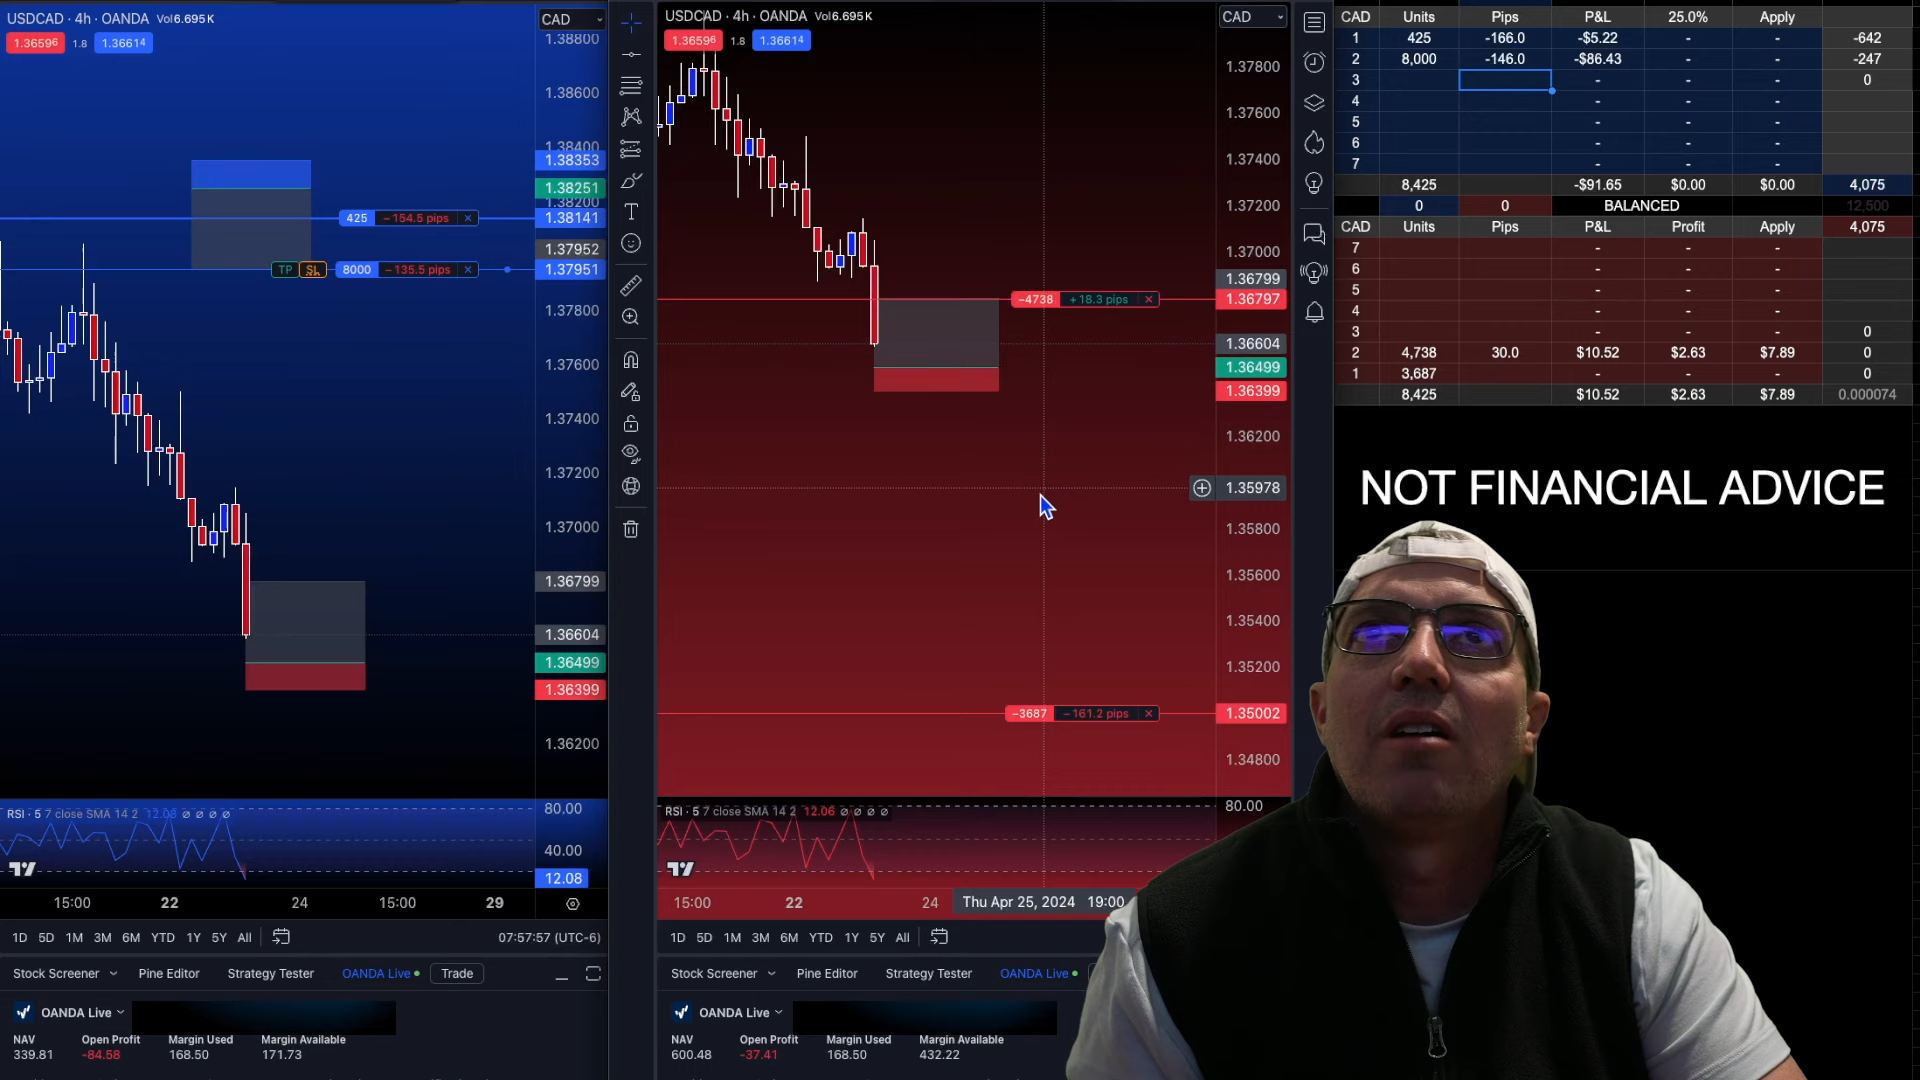 USDCAD · 4h · OANDA Vol6.695K
1.36596 1.8 1.36614
CAD
1.38800
1.38600
1.38400
1.38353
1.38251
1.38200
1.38141
1.37952
1.37951
1.37800
1.37600
1.37400
1.37200
1.37000
1.36799
1.36604
1.36499
1.36399
1.36200
425 −154.5 pips ×
TP SL 8000 −135.5 pips ×
RSI · 5 7 close SMA 14 2 12.08 ∅ ∅ ∅ ∅
80.00
40.00
12.08
15:00 22 24 15:00 29
1D 5D 1M 3M 6M YTD 1Y 5Y All
07:57:57 (UTC-6)
Stock Screener Pine Editor Strategy Tester OANDA Live Trade
OANDA Live
NAV Open Profit Margin Used Margin Available
339.81 -84.58 168.50 171.73
USDCAD · 4h · OANDA Vol6.695K
1.36596 1.8 1.36614
CAD
1.37800
1.37600
1.37400
1.37200
1.37000
1.36799
1.36797
1.36604
1.36499
1.36399
1.36200
1.35978
1.35800
1.35600
1.35400
1.35200
1.35002
1.34800
−4738 +18.3 pips ×
−3687 −161.2 pips ×
RSI · 5 7 close SMA 14 2 12.06 ∅ ∅ ∅ ∅
80.00
15:00 22 24 Thu Apr 25, 2024 19:00
1D 5D 1M 3M 6M YTD 1Y 5Y All
Stock Screener Pine Editor Strategy Tester OANDA Live
OANDA Live
NAV Open Profit Margin Used Margin Available
600.48 -37.41 168.50 432.22
CAD Units Pips P&L 25.0% Apply
1 425 -166.0 -$5.22 - - -642
2 8,000 -146.0 -$86.43 - - -247
3 - - - 0
4 - - -
5 - - -
6 - - -
7 - - -
8,425 -$91.65 $0.00 $0.00 4,075
0 0 BALANCED 12,500
CAD Units Pips P&L Profit Apply 4,075
7 - - -
6 - - -
5 - - -
4 - - -
3 - - - 0
2 4,738 30.0 $10.52 $2.63 $7.89 0
1 3,687 - - - 0
8,425 $10.52 $2.63 $7.89 0.000074
NOT FINANCIAL ADVICE